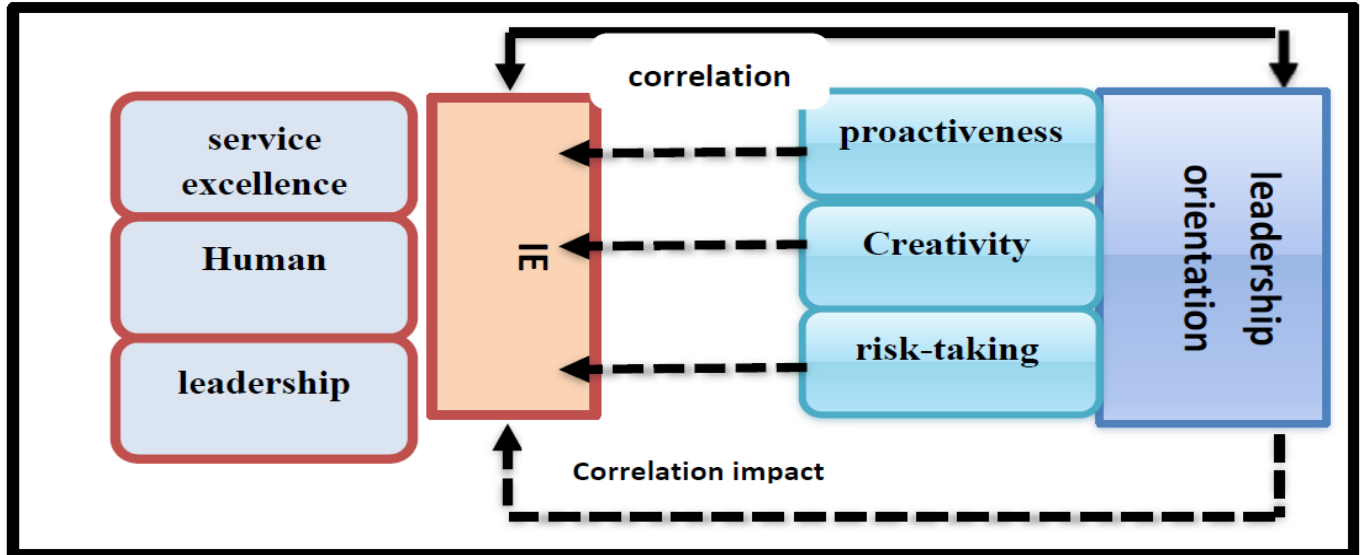 correlation
service
excellence
Human
leadership
IE
proactiveness
Creativity
risk-taking
leadership
orientation
Correlation impact